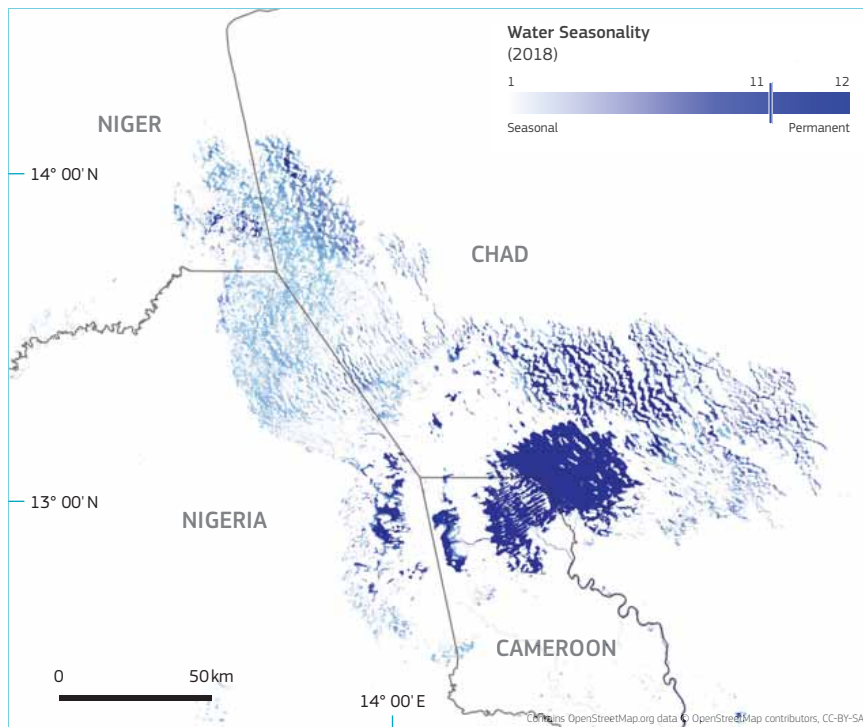 Water Seasonality
(2018)
1 11 12
Seasonal Permanent
NIGER
14° 00' N
CHAD
13° 00' N
NIGERIA
CAMEROON
0 50 km
14° 00' E
Contains OpenStreetMap.org data © OpenStreetMap contributors, CC-BY-SA